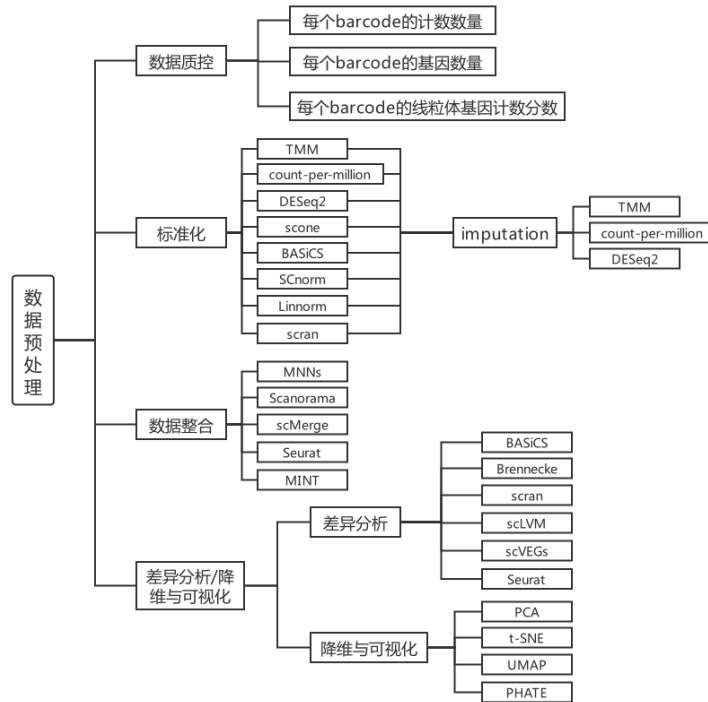 数据预处理
数据质控
每个barcode的计数数量
每个barcode的基因数量
每个barcode的线粒体基因计数分数
标准化
TMM
count-per-million
DESeq2
scone
BASiCS
SCnorm
Linnorm
scran
imputation
TMM
count-per-million
DESeq2
数据整合
MNNs
Scanorama
scMerge
Seurat
MINT
差异分析/降
维与可视化
差异分析
BASiCS
Brennecke
scran
scLVM
scVEGs
Seurat
降维与可视化
PCA
t-SNE
UMAP
PHATE